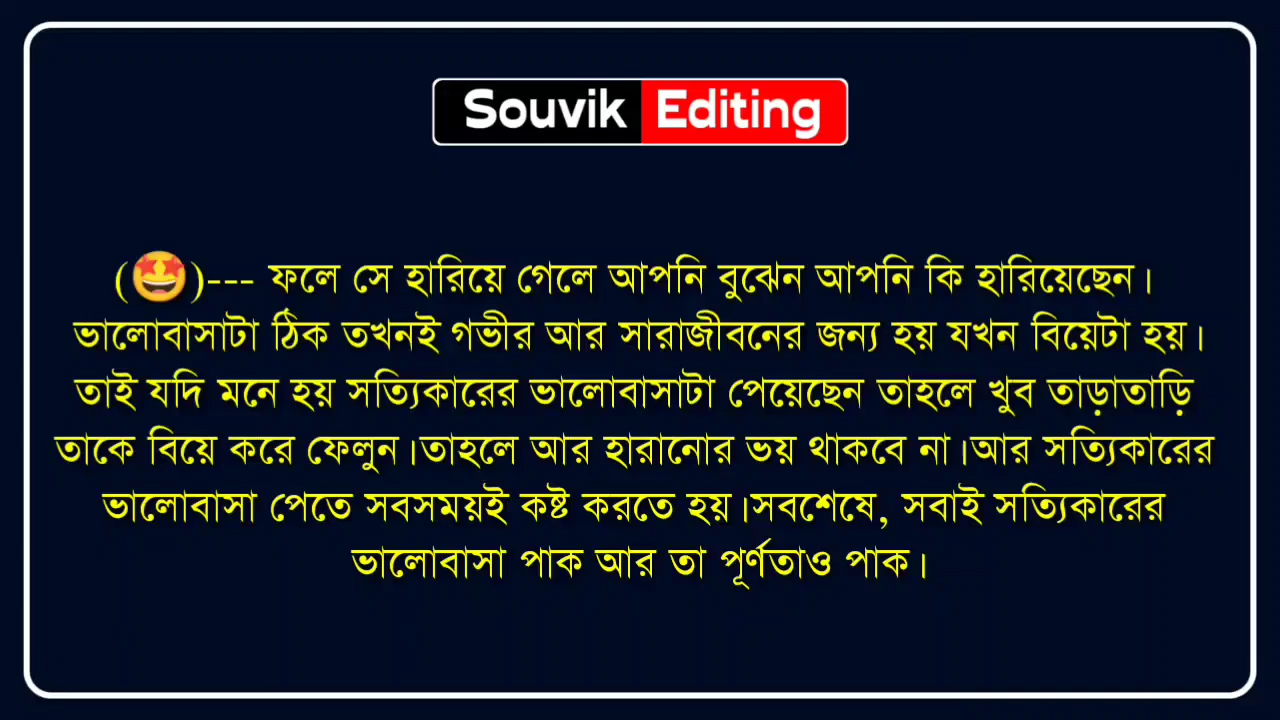 Souvik Editing
(🤩)--- ফলে সে হারিয়ে গেলে আপনি বুঝেন আপনি কি হারিয়েছেন।
ভালোবাসাটা ঠিক তখনই গভীর আর সারাজীবনের জন্য হয় যখন বিয়েটা হয়।
তাই যদি মনে হয় সত্যিকারের ভালোবাসাটা পেয়েছেন তাহলে খুব তাড়াতাড়ি
তাকে বিয়ে করে ফেলুন।তাহলে আর হারানোর ভয় থাকবে না।আর সত্যিকারের
ভালোবাসা পেতে সবসময়ই কষ্ট করতে হয়।সবশেষে, সবাই সত্যিকারের
ভালোবাসা পাক আর তা পূর্ণতাও পাক।